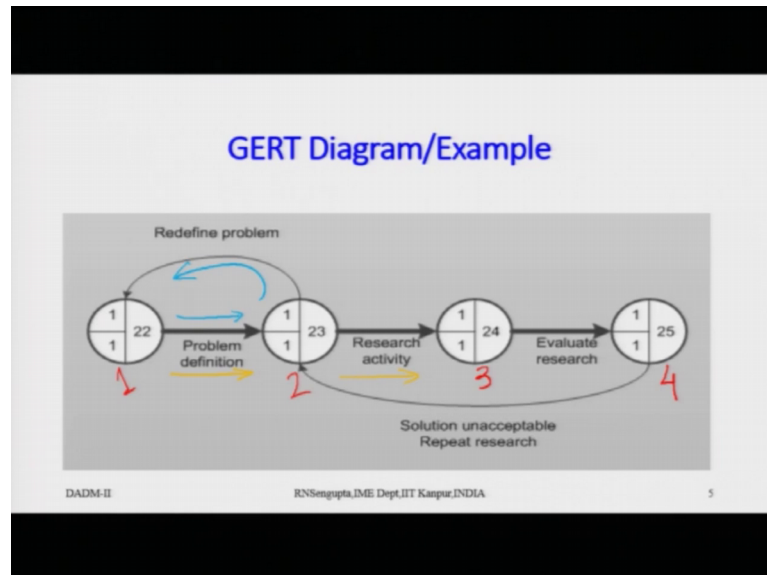 GERT Diagram/Example
Redefine problem
1 22 1
1 23 1
1 24 1
1 25 1
Problem
definition
Research
activity
Evaluate
research
1 2 3 4
Solution unacceptable
Repeat research
DADM-II RNSengupta,IME Dept,IIT Kanpur,INDIA 5